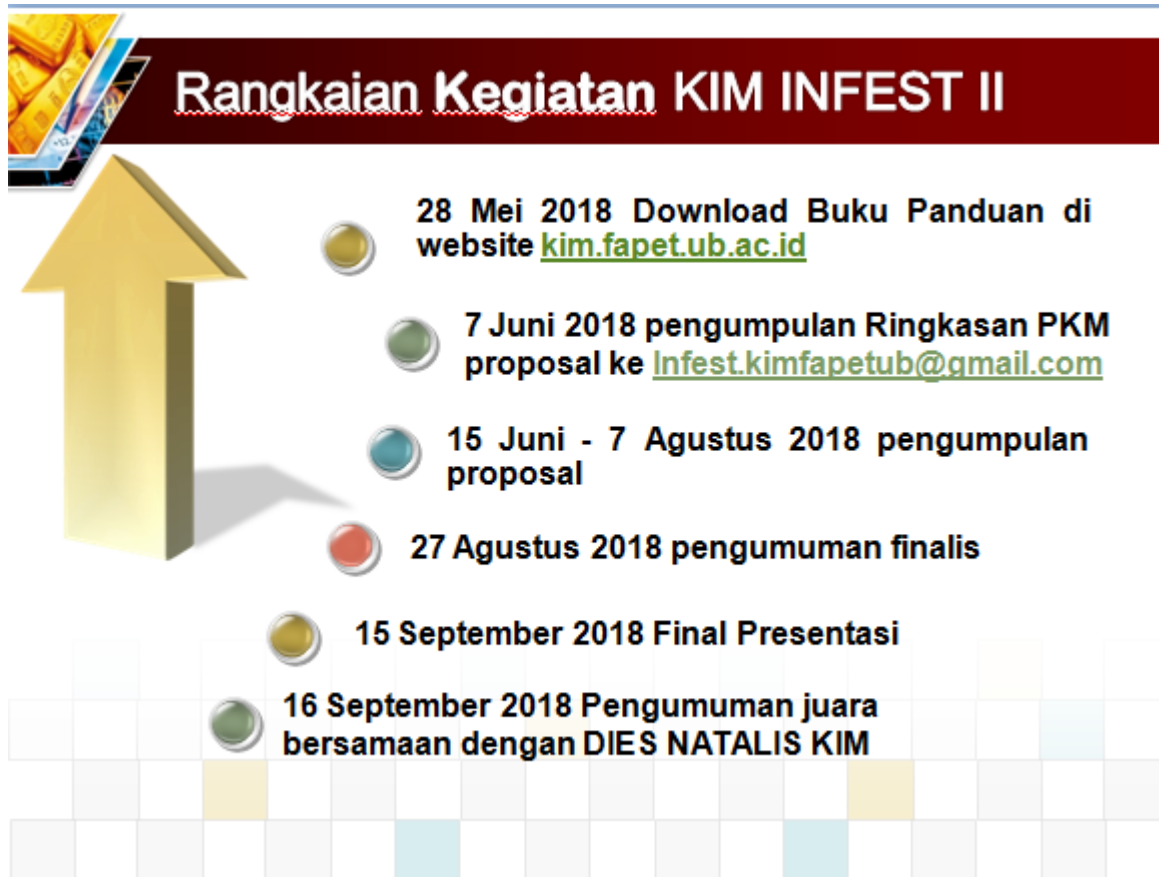 Rangkaian Kegiatan KIM INFEST II
28 Mei 2018 Download Buku Panduan di
website kim.fapet.ub.ac.id
7 Juni 2018 pengumpulan Ringkasan PKM
proposal ke Infest.kimfapetub@gmail.com
15 Juni - 7 Agustus 2018 pengumpulan
proposal
27 Agustus 2018 pengumuman finalis
15 September 2018 Final Presentasi
16 September 2018 Pengumuman juara
bersamaan dengan DIES NATALIS KIM